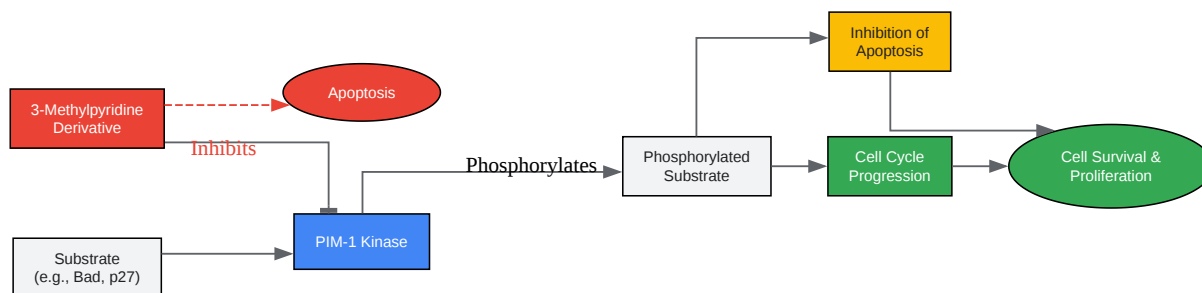 3-Methylpyridine
Derivative
Apoptosis
Inhibits
Substrate
(e.g., Bad, p27)
PIM-1 Kinase
Phosphorylates
Phosphorylated
Substrate
Inhibition of
Apoptosis
Cell Cycle
Progression
Cell Survival &
Proliferation